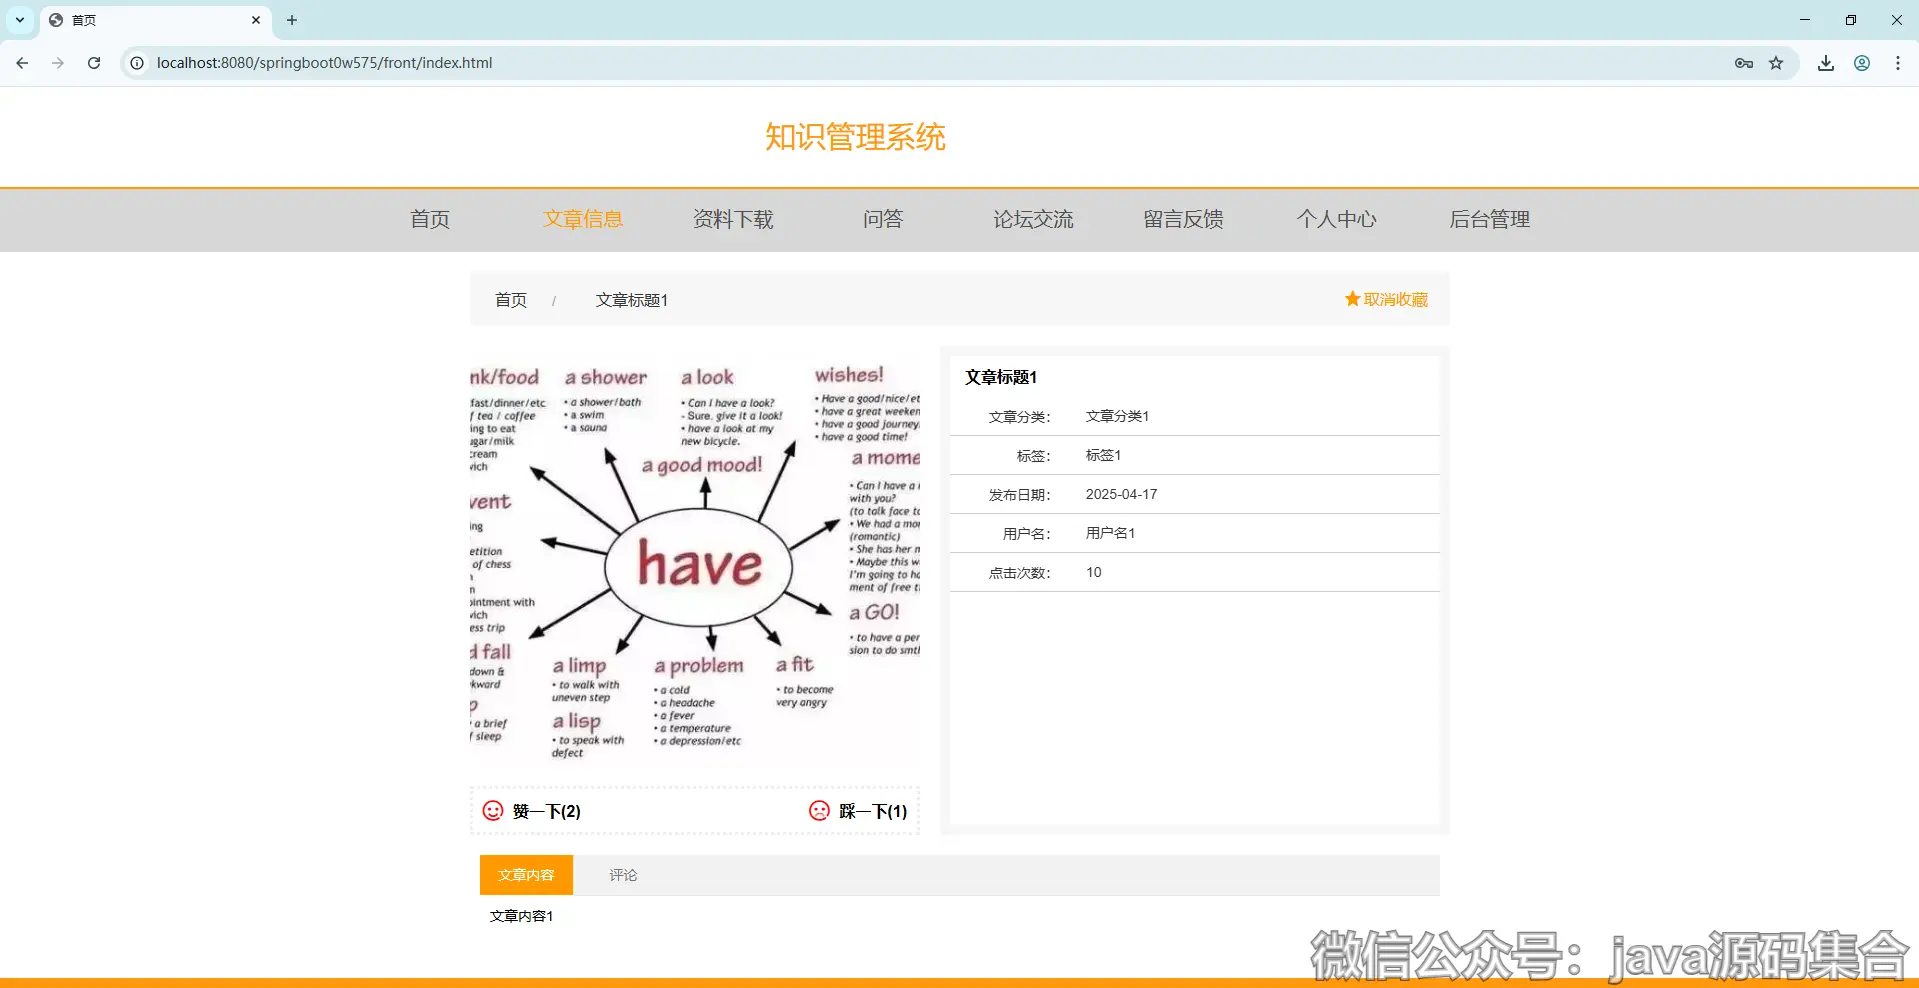 首页
localhost:8080/springboot0w575/front/index.html
知识管理系统
首页 文章信息 资料下载 问答 论坛交流 留言反馈 个人中心 后台管理
首页 / 文章标题1 取消收藏
nk/food
fast/dinner/etc
f tea / coffee
ing to eat
gar/milk
cream
wich
a shower
• a shower/bath
• a swim
• a sauna
a look
• Can I have a look?
- Sure, give it a look!
• have a look at my
new bicycle.
wishes!
• Have a good/nice/et
• have a great weeken
• have a good journey
• have a good time!
a good mood!
a mome
• Can I have a
with you?
(to talk face to
• We had a mo
(romantic)
• She has her
• Maybe this w
I'm going to ha
ment of free t
vent
ing
etition
of chess
ointment with
wich
ess trip
have
a GO!
• to have a per
sion to do smt
d fall
down &
kward
a brief
f sleep
a limp
• to walk with
uneven step
a lisp
• to speak with
defect
a problem
• a cold
• a headache
• a fever
• a temperature
• a depression/etc
a fit
• to become
very angry
赞一下(2) 踩一下(1)
文章标题1
文章分类： 文章分类1
标签： 标签1
发布日期： 2025-04-17
用户名： 用户名1
点击次数： 10
文章内容 评论
文章内容1
微信公众号：java源码集合